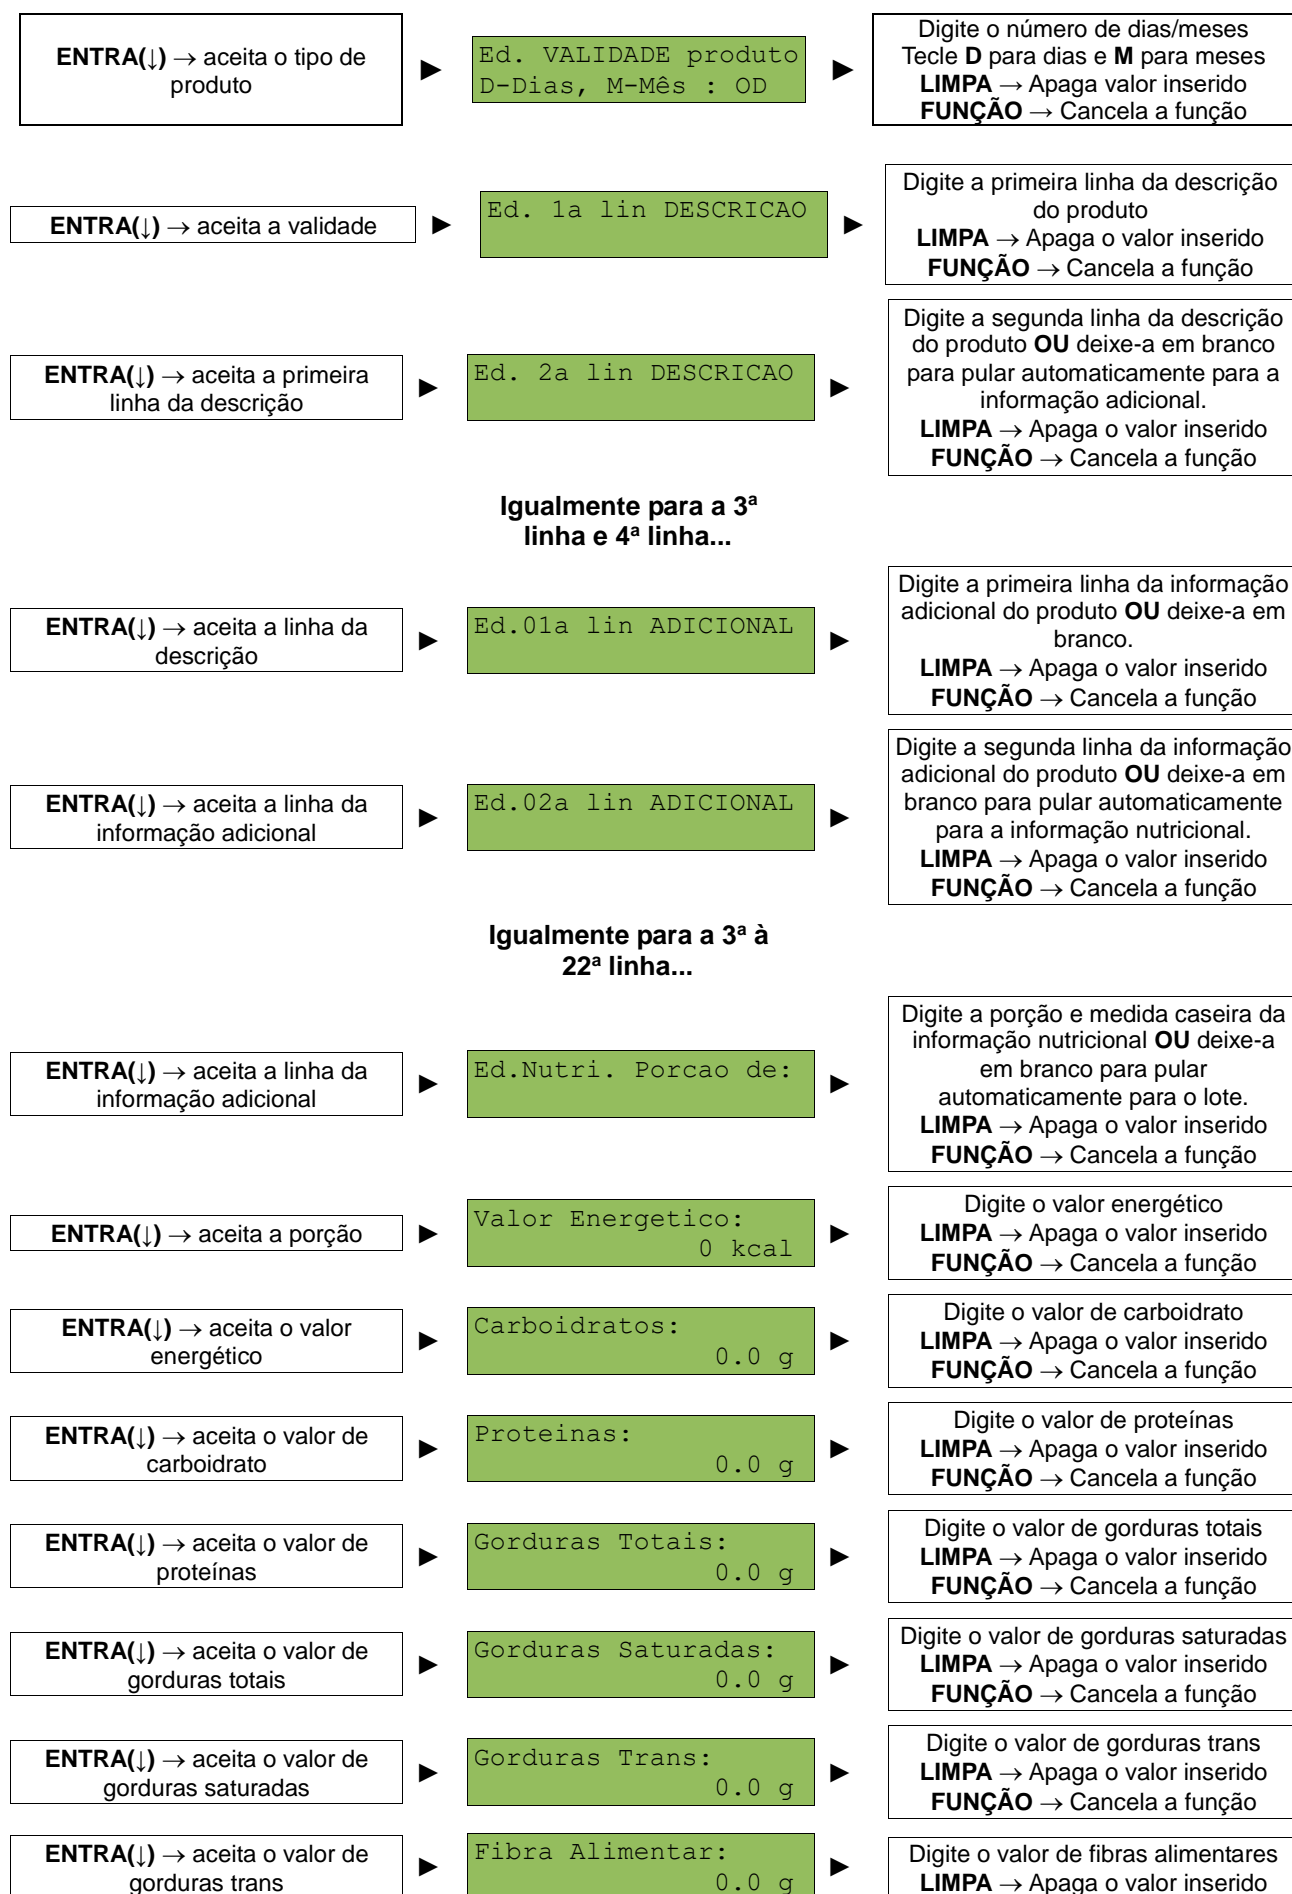 ENTRA(↓) → aceita o tipo de
produto
►
Ed. VALIDADE produto
D-Dias, M-Mês : OD
►
Digite o número de dias/meses
Tecle D para dias e M para meses
LIMPA → Apaga valor inserido
FUNÇÃO → Cancela a função
ENTRA(↓) → aceita a validade
►
Ed. 1a lin DESCRICAO
►
Digite a primeira linha da descrição
do produto
LIMPA → Apaga o valor inserido
FUNÇÃO → Cancela a função
ENTRA(↓) → aceita a primeira
linha da descrição
►
Ed. 2a lin DESCRICAO
►
Digite a segunda linha da descrição
do produto OU deixe-a em branco
para pular automaticamente para a
informação adicional.
LIMPA → Apaga o valor inserido
FUNÇÃO → Cancela a função
Igualmente para a 3ª
linha e 4ª linha...
ENTRA(↓) → aceita a linha da
descrição
►
Ed.01a lin ADICIONAL
►
Digite a primeira linha da informação
adicional do produto OU deixe-a em
branco.
LIMPA → Apaga o valor inserido
FUNÇÃO → Cancela a função
ENTRA(↓) → aceita a linha da
informação adicional
►
Ed.02a lin ADICIONAL
►
Digite a segunda linha da informação
adicional do produto OU deixe-a em
branco para pular automaticamente
para a informação nutricional.
LIMPA → Apaga o valor inserido
FUNÇÃO → Cancela a função
Igualmente para a 3ª à
22ª linha...
ENTRA(↓) → aceita a linha da
informação adicional
►
Ed.Nutri. Porcao de:
►
Digite a porção e medida caseira da
informação nutricional OU deixe-a
em branco para pular
automaticamente para o lote.
LIMPA → Apaga o valor inserido
FUNÇÃO → Cancela a função
ENTRA(↓) → aceita a porção
►
Valor Energetico:
0 kcal
►
Digite o valor energético
LIMPA → Apaga o valor inserido
FUNÇÃO → Cancela a função
ENTRA(↓) → aceita o valor
energético
►
Carboidratos:
0.0 g
►
Digite o valor de carboidrato
LIMPA → Apaga o valor inserido
FUNÇÃO → Cancela a função
ENTRA(↓) → aceita o valor de
carboidrato
►
Proteinas:
0.0 g
►
Digite o valor de proteínas
LIMPA → Apaga o valor inserido
FUNÇÃO → Cancela a função
ENTRA(↓) → aceita o valor de
proteínas
►
Gorduras Totais:
0.0 g
►
Digite o valor de gorduras totais
LIMPA → Apaga o valor inserido
FUNÇÃO → Cancela a função
ENTRA(↓) → aceita o valor de
gorduras totais
►
Gorduras Saturadas:
0.0 g
►
Digite o valor de gorduras saturadas
LIMPA → Apaga o valor inserido
FUNÇÃO → Cancela a função
ENTRA(↓) → aceita o valor de
gorduras saturadas
►
Gorduras Trans:
0.0 g
►
Digite o valor de gorduras trans
LIMPA → Apaga o valor inserido
FUNÇÃO → Cancela a função
ENTRA(↓) → aceita o valor de
gorduras trans
►
Fibra Alimentar:
0.0 g
►
Digite o valor de fibras alimentares
LIMPA → Apaga o valor inserido